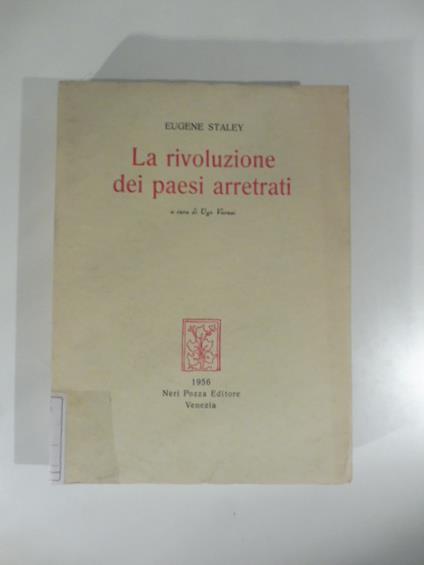 EUGENE STALEY
La rivoluzione
dei paesi arretrati
a cura di Ugo Varnai
1956
Neri Pozza Editore
Venezia